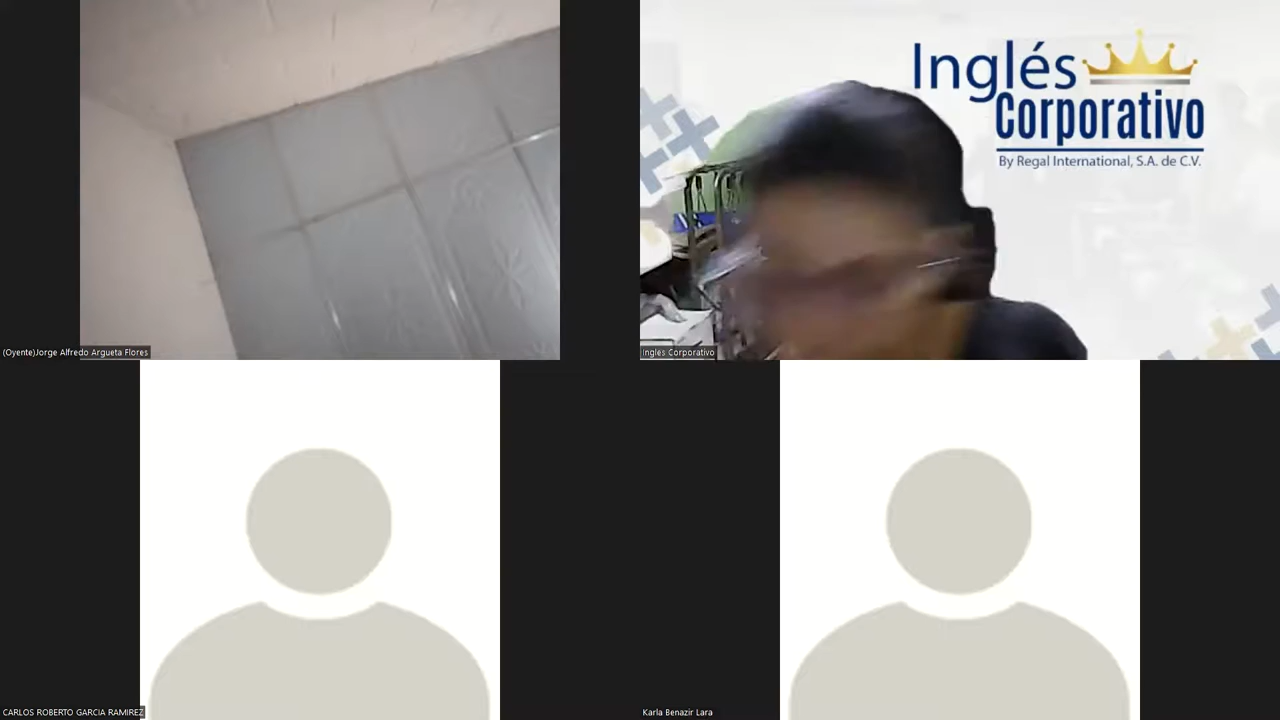 Inglés
Corporativo
By Regal International, S.A. de C.V.
(Oyente)Jorge Alfredo Argueta Flores
Inglés Corporativo
CARLOS ROBERTO GARCIA RAMIREZ
Karla Benazir Lara